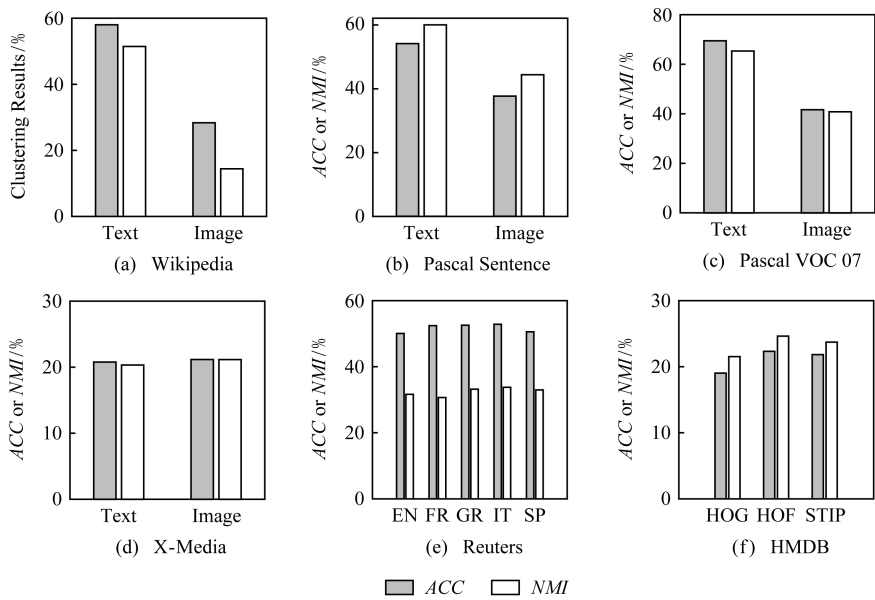 60
40
20
0
Clustering Results/%
Text Image
(a) Wikipedia
60
40
60
0
ACC or NMI/%
Text Image
(b) Pascal Sentence
80
60
40
60
0
ACC or NMI/%
Text Image
(c) Pascal VOC 07
30
20
10
0
ACC or NMI/%
Text Image
(d) X-Media
60
40
30
0
ACC or NMI/%
EN FR GR IT SP
(e) Reuters
30
20
10
0
ACC or NMI/%
HOG HOF STIP
(f) HMDB
ACC NMI